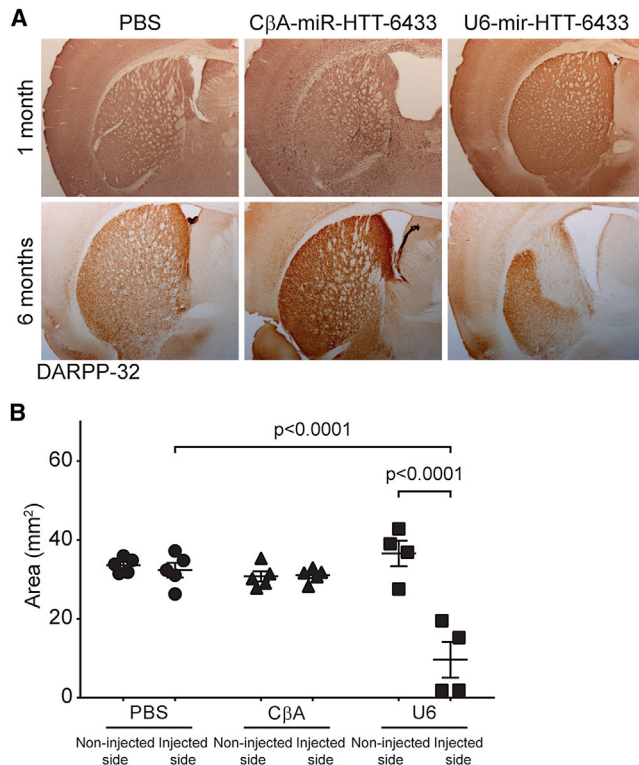 A
PBS CβA-miR-HTT-6433 U6-mir-HTT-6433
1 month
6 months
DARPP-32
B
p<0.0001
p<0.0001
Area (mm²)
60
40
20
0
PBS CβA U6
Non-injected side Injected side Non-injected side Injected side Non-injected side Injected side